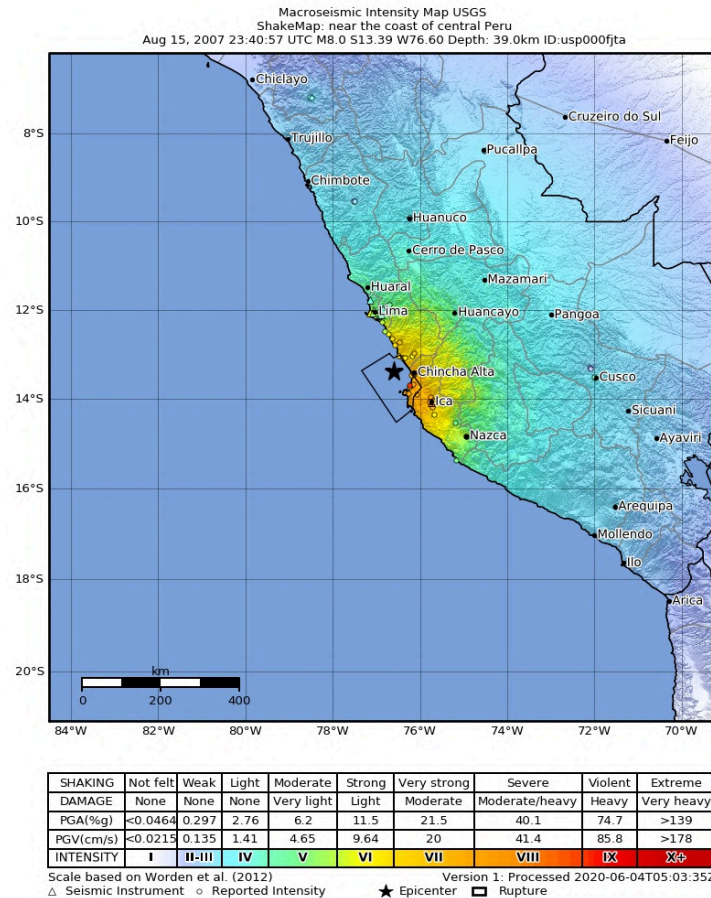 Macroseismic Intensity Map USGS
ShakeMap: near the coast of central Peru
Aug 15, 2007 23:40:57 UTC M8.0 S13.39 W76.60 Depth: 39.0km ID:usp000fjta
Chiclayo
Cruzeiro do Sul
8°S
Trujillo
Feijo
Pucallpa
Chimbote
10°S
Huanuco
Cerro de Pasco
Mazamari
Huaral
12°S
Lima
Huancayo
Pangoa
Chincha Alta
Cusco
14°S
Ica
Sicuani
Nazca
Ayaviri
16°S
Arequipa
Mollendo
Ilo
18°S
Arica
20°S
km
0 200 400
84°W 82°W 80°W 78°W 76°W 74°W 72°W 70°W
SHAKING Not felt Weak Light Moderate Strong Very strong Severe Violent Extreme
DAMAGE None None None Very light Light Moderate Moderate/heavy Heavy Very heavy
PGA(%g) <0.0464 0.297 2.76 6.2 11.5 21.5 40.1 74.7 >139
PGV(cm/s) <0.0215 0.135 1.41 4.65 9.64 20 41.4 85.8 >178
INTENSITY I II-III IV V VI VII VIII IX X+
Scale based on Worden et al. (2012) Version 1: Processed 2020-06-04T05:03:35Z
△ Seismic Instrument ○ Reported Intensity ★ Epicenter □ Rupture